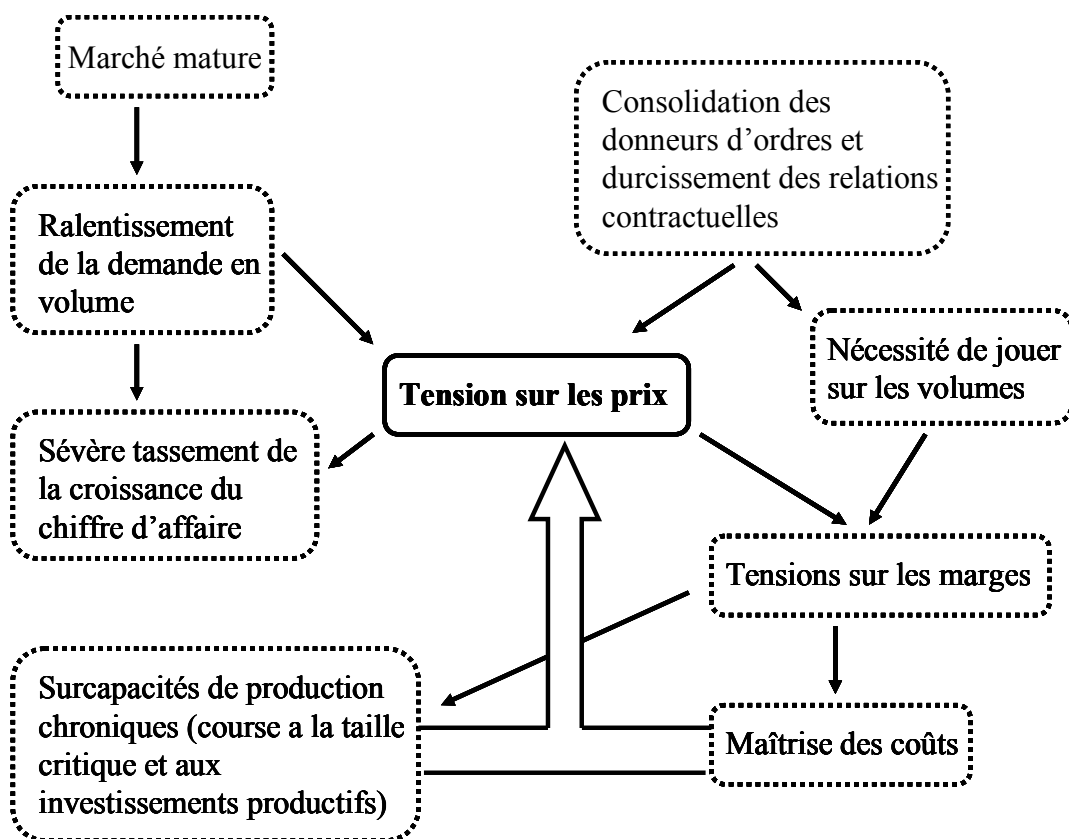 Marché mature
Consolidation des
donneurs d'ordres et
durcissement des relations
contractuelles
Ralentissement
de la demande en
volume
Nécessité de jouer
sur les volumes
Tension sur les prix
Sévère tassement de
la croissance du
chiffre d'affaire
Tensions sur les marges
Surcapacités de production
chroniques (course a la taille
critique et aux
investissements productifs)
Maîtrise des coûts